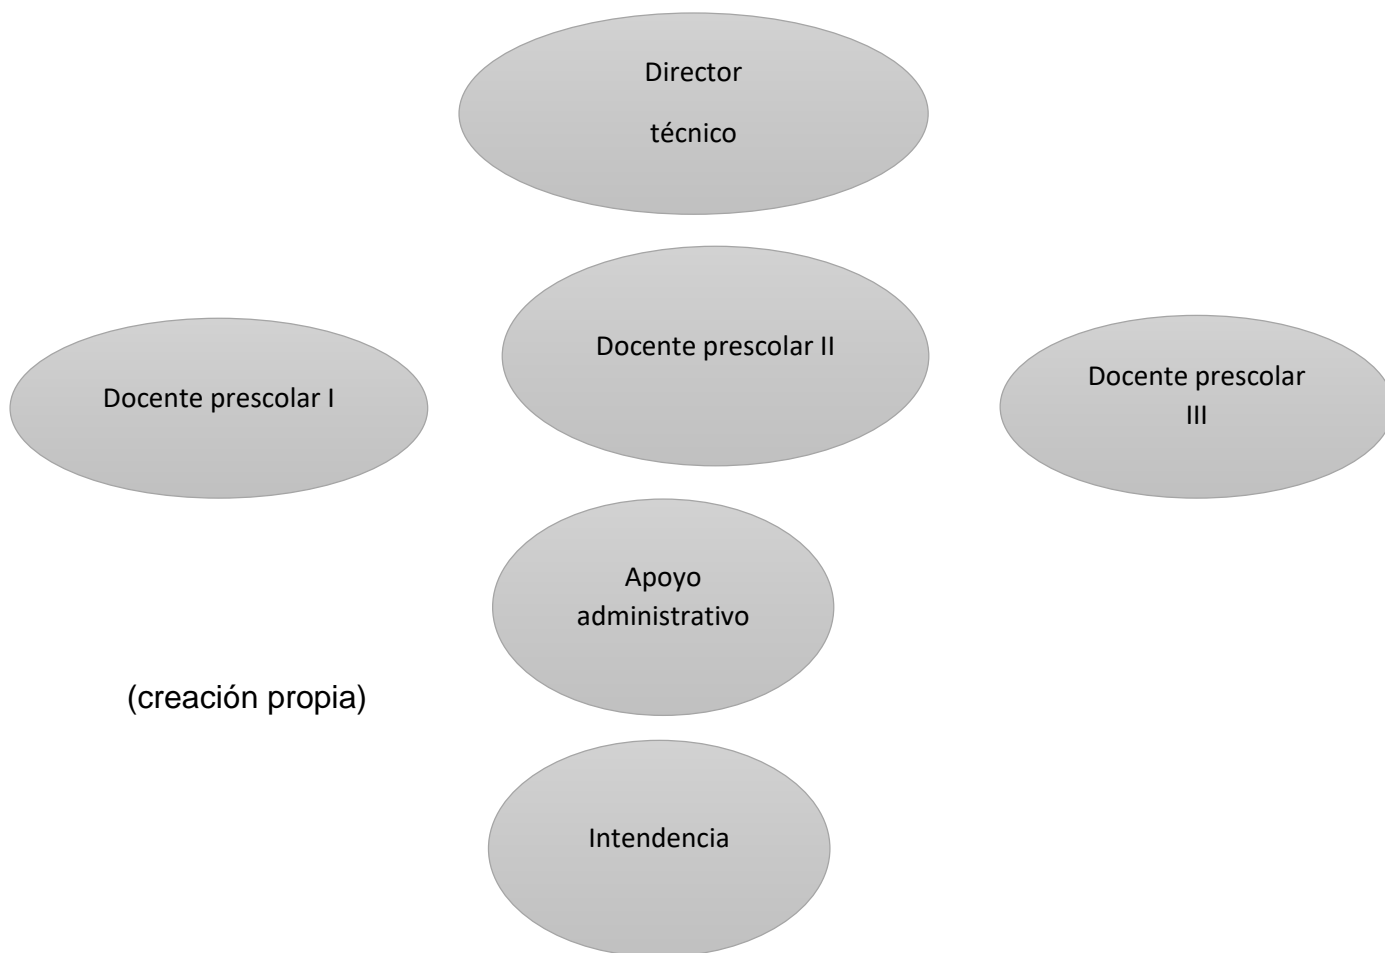 Director
técnico
Docente prescolar II
Docente prescolar I
Docente prescolar
III
Apoyo
administrativo
(creación propia)
Intendencia